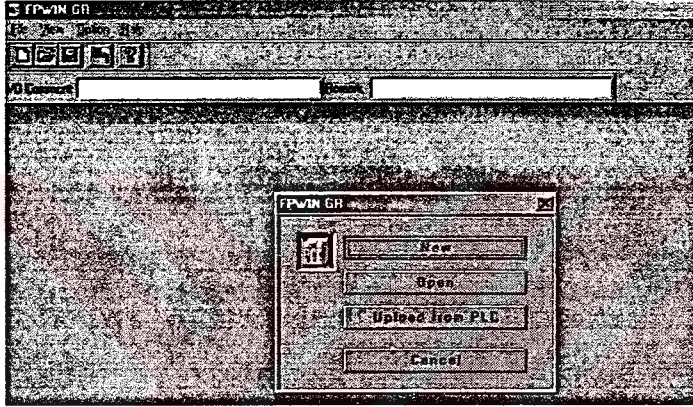 FPWIN GR
File View Option Help
I/O Comment Remark
FPWIN GR
New
Open
Upload from PLC
Cancel